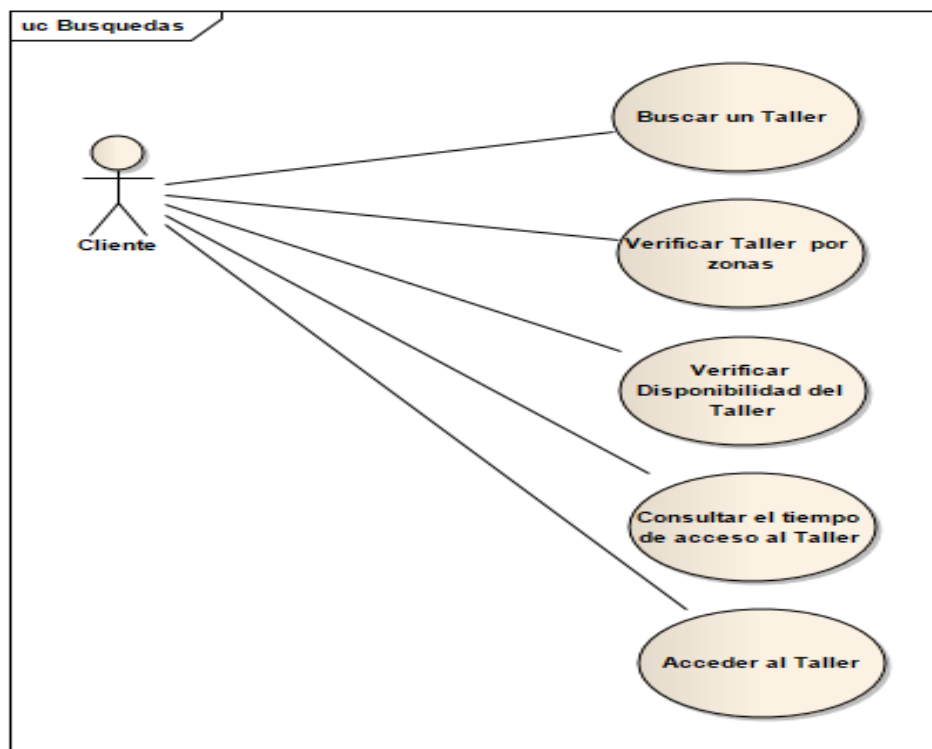 uc Busquedas
Cliente
Buscar un Taller
Verificar Taller por
zonas
Verificar
Disponibilidad del
Taller
Consultar el tiempo
de acceso al Taller
Acceder al Taller